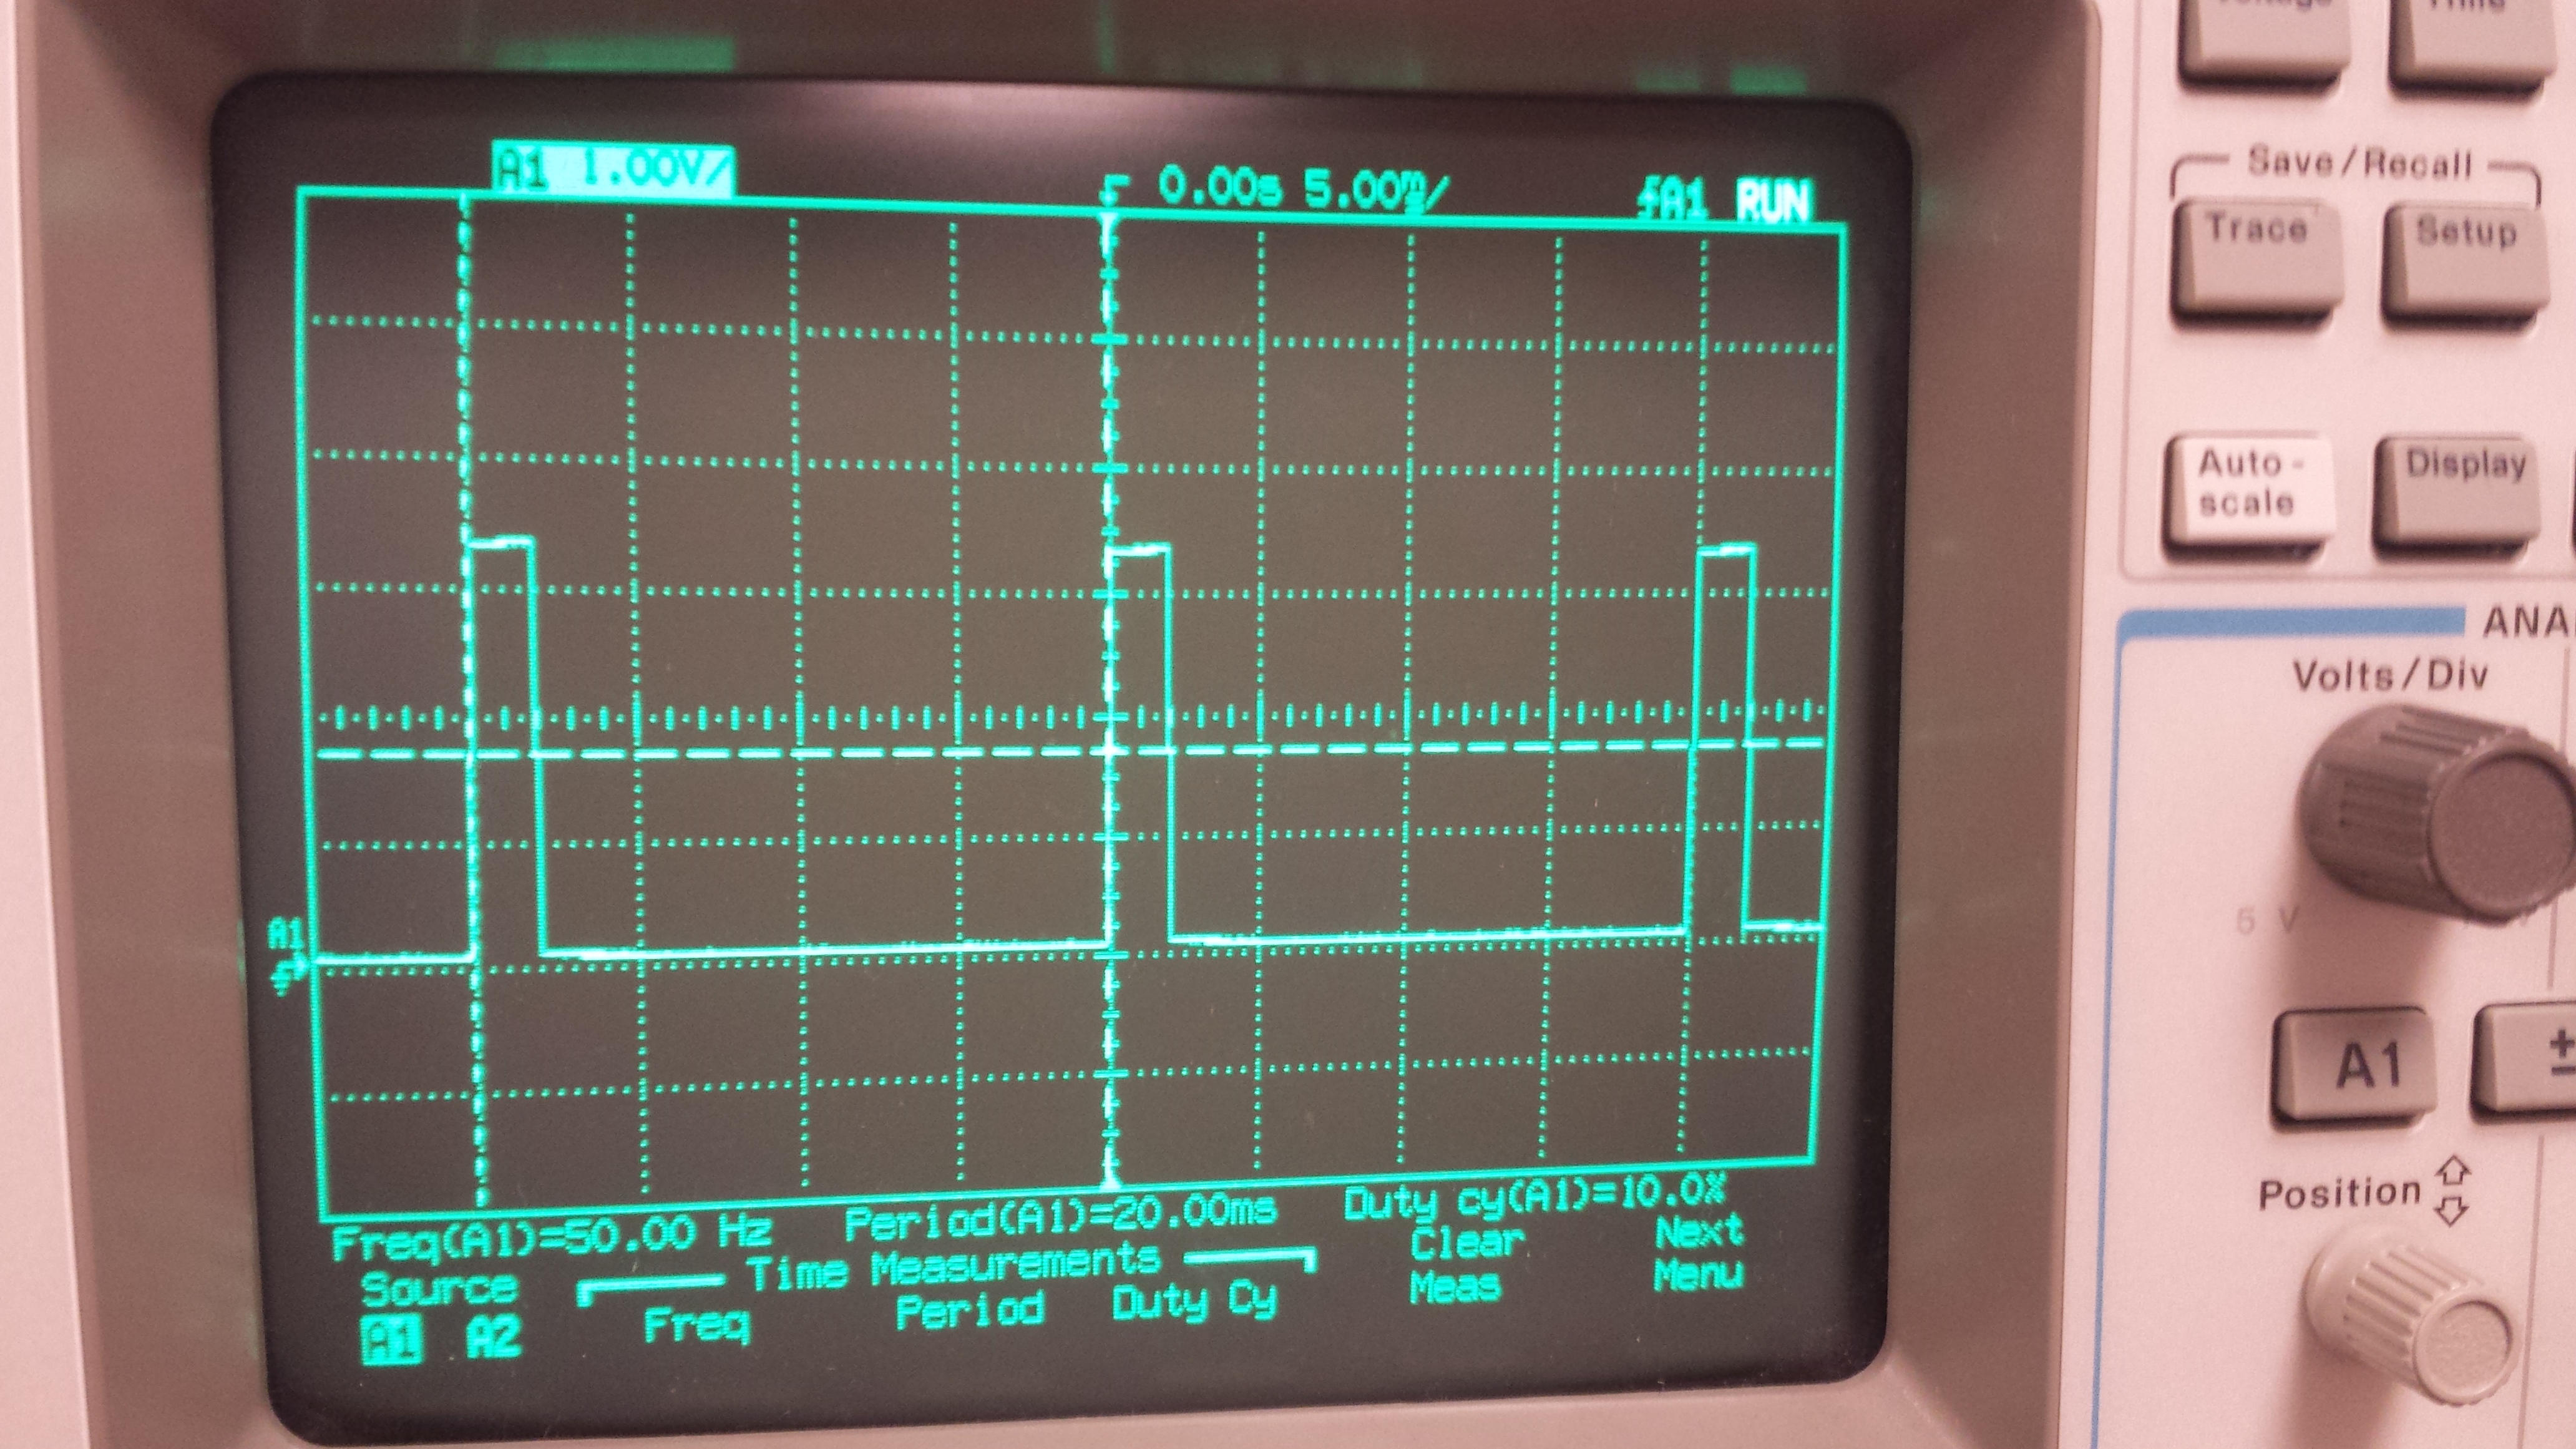 Voltage Time
A1 1.00V/ 0.00s 5.00m/ A1 RUN
Save/Recall
Trace Setup
Auto-
scale
Display
Volts/Div
5 V
A1
A1 ±
Position
Freq(A1)=50.00 Hz Period(A1)=20.00ms Duty cy(A1)=10.0%
Source Time Measurements Clear Next
A1 A2 Freq Period Duty Cy Meas Menu